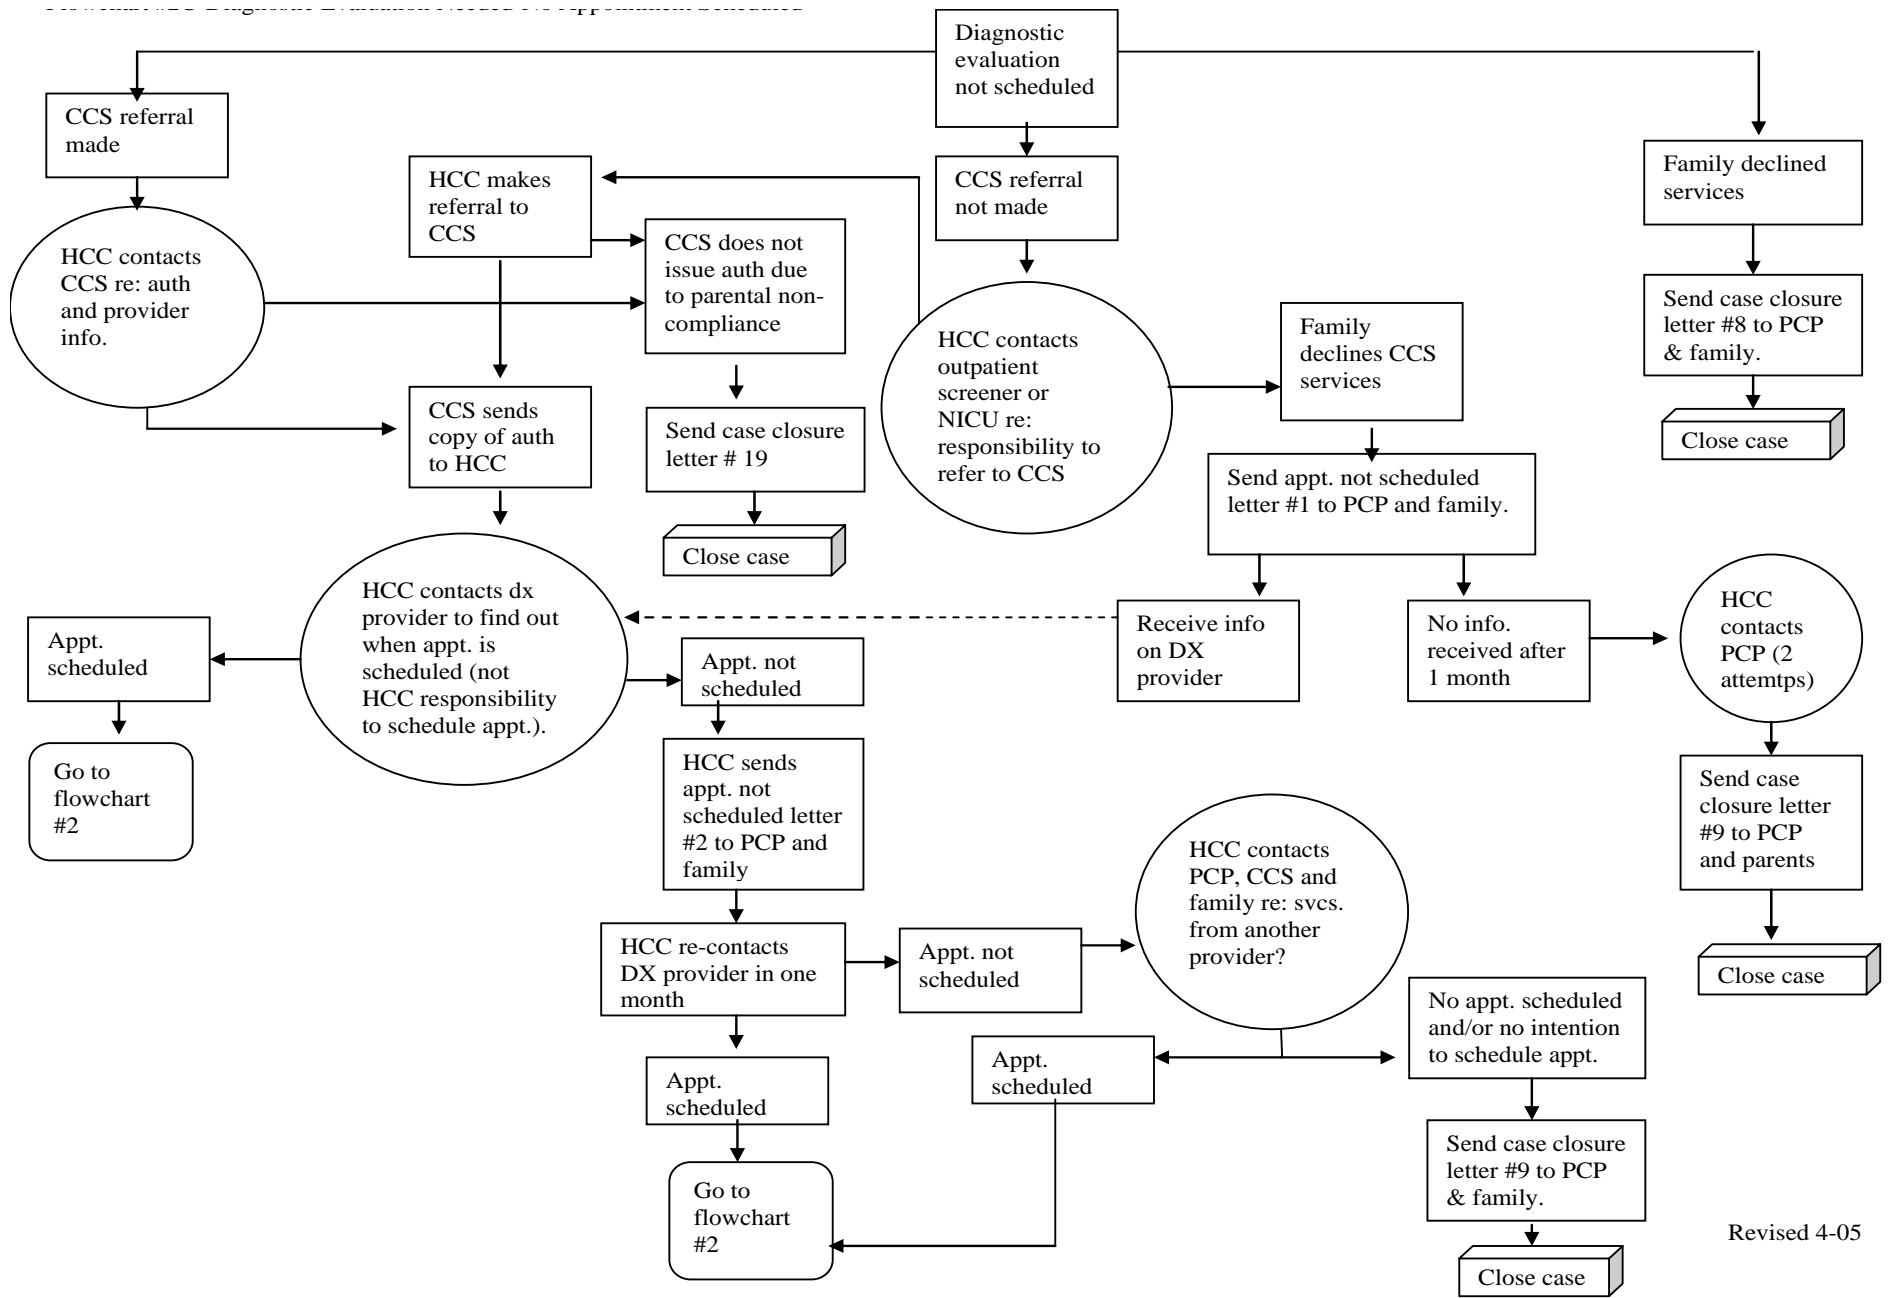 Diagnostic
evaluation
not scheduled
CCS referral
made
HCC contacts
CCS re: auth
and provider
info.
HCC makes
referral to
CCS
CCS does not
issue auth due
to parental non-
compliance
Send case closure
letter # 19
Close case
CCS sends
copy of auth
to HCC
CCS referral
not made
HCC contacts
outpatient
screener or
NICU re:
responsibility to
refer to CCS
Family
declines CCS
services
Send appt. not scheduled
letter #1 to PCP and family.
Family declined
services
Send case closure
letter #8 to PCP
& family.
Close case
HCC contacts dx
provider to find out
when appt. is
scheduled (not
HCC responsibility
to schedule appt.).
Appt.
scheduled
Go to
flowchart
#2
Appt. not
scheduled
HCC sends
appt. not
scheduled letter
#2 to PCP and
family
Receive info
on DX
provider
No info.
received after
1 month
HCC
contacts
PCP (2
attemtps)
Send case
closure letter
#9 to PCP
and parents
Close case
HCC re-contacts
DX provider in one
month
Appt. not
scheduled
HCC contacts
PCP, CCS and
family re: svcs.
from another
provider?
Appt.
scheduled
Go to
flowchart
#2
Appt.
scheduled
No appt. scheduled
and/or no intention
to schedule appt.
Send case closure
letter #9 to PCP
& family.
Close case
Revised 4-05